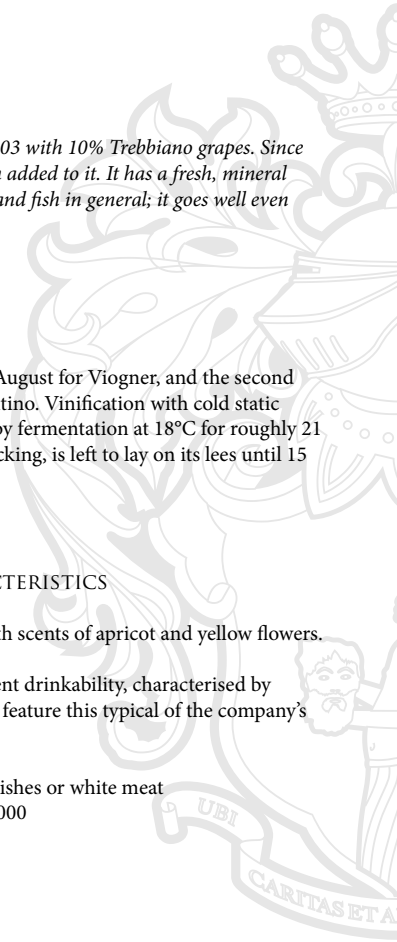 03 with 10% Trebbiano grapes. Since
added to it. It has a fresh, mineral
and fish in general; it goes well even
August for Viogner, and the second
tino. Vinification with cold static
by fermentation at 18°C for roughly 21
cking, is left to lay on its lees until 15
CTERISTICS
th scents of apricot and yellow flowers.
ent drinkability, characterised by
feature this typical of the company's
ishes or white meat
000
UBI
CARITAS ET A